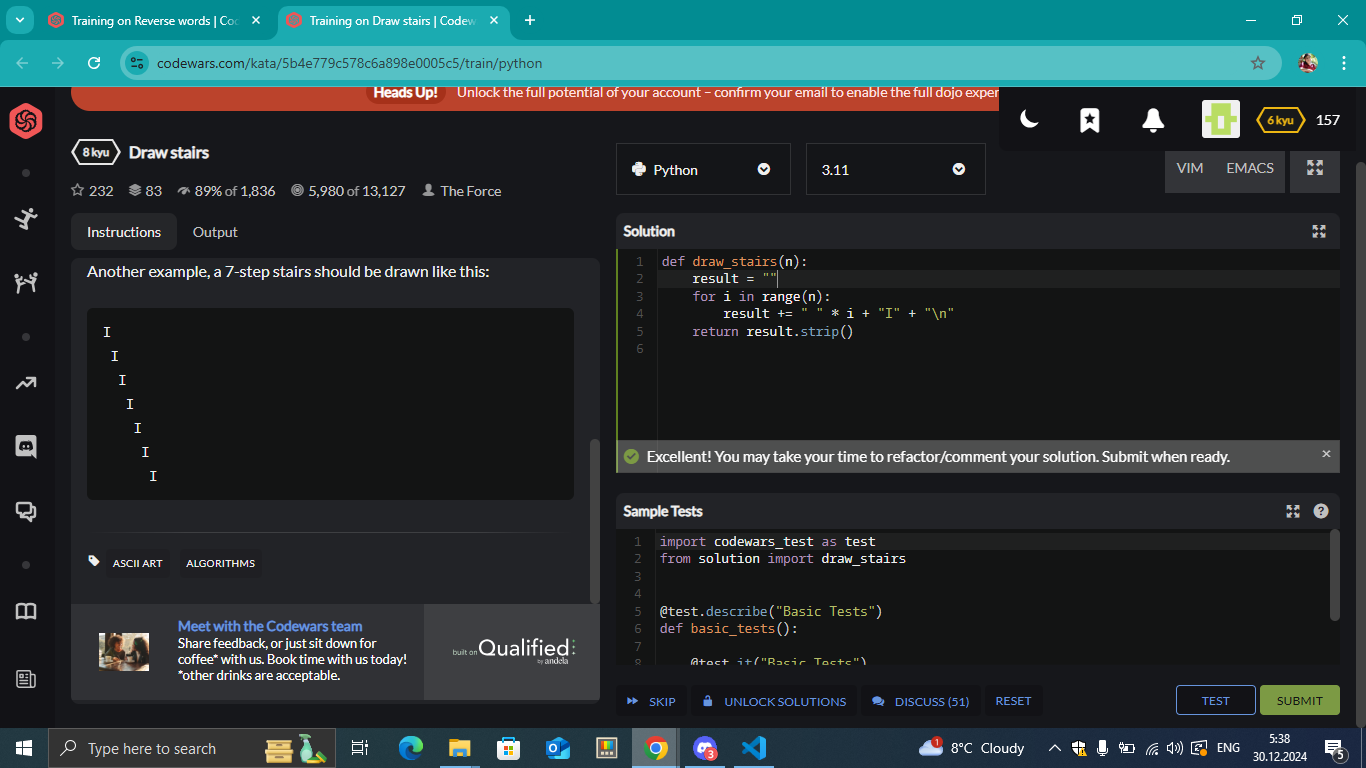 Training on Reverse words | Co
Training on Draw stairs | Codew
codewars.com/kata/5b4e779c578c6a898e0005c5/train/python
Heads Up! Unlock the full potential of your account – confirm your email to enable the full dojo exper
6 kyu 157
8 kyu Draw stairs
232 83 89% of 1,836 5,980 of 13,127 The Force
Python 3.11 VIM EMACS
Instructions Output
Another example, a 7-step stairs should be drawn like this:
I
 I
  I
   I
    I
     I
      I
ASCII ART ALGORITHMS
Meet with the Codewars team
Share feedback, or just sit down for
coffee* with us. Book time with us today!
*other drinks are acceptable.
built on Qualified
by andela
Solution
1 def draw_stairs(n):
2     result = ""
3     for i in range(n):
4         result += " " * i + "I" + "\n"
5     return result.strip()
6
Excellent! You may take your time to refactor/comment your solution. Submit when ready.
Sample Tests
1 import codewars_test as test
2 from solution import draw_stairs
3
4
5 @test.describe("Basic Tests")
6 def basic_tests():
7
8     @test.it("Basic Tests")
SKIP UNLOCK SOLUTIONS DISCUSS (51) RESET TEST SUBMIT
Type here to search
1 3 8°C Cloudy ENG
5:38
30.12.2024
5